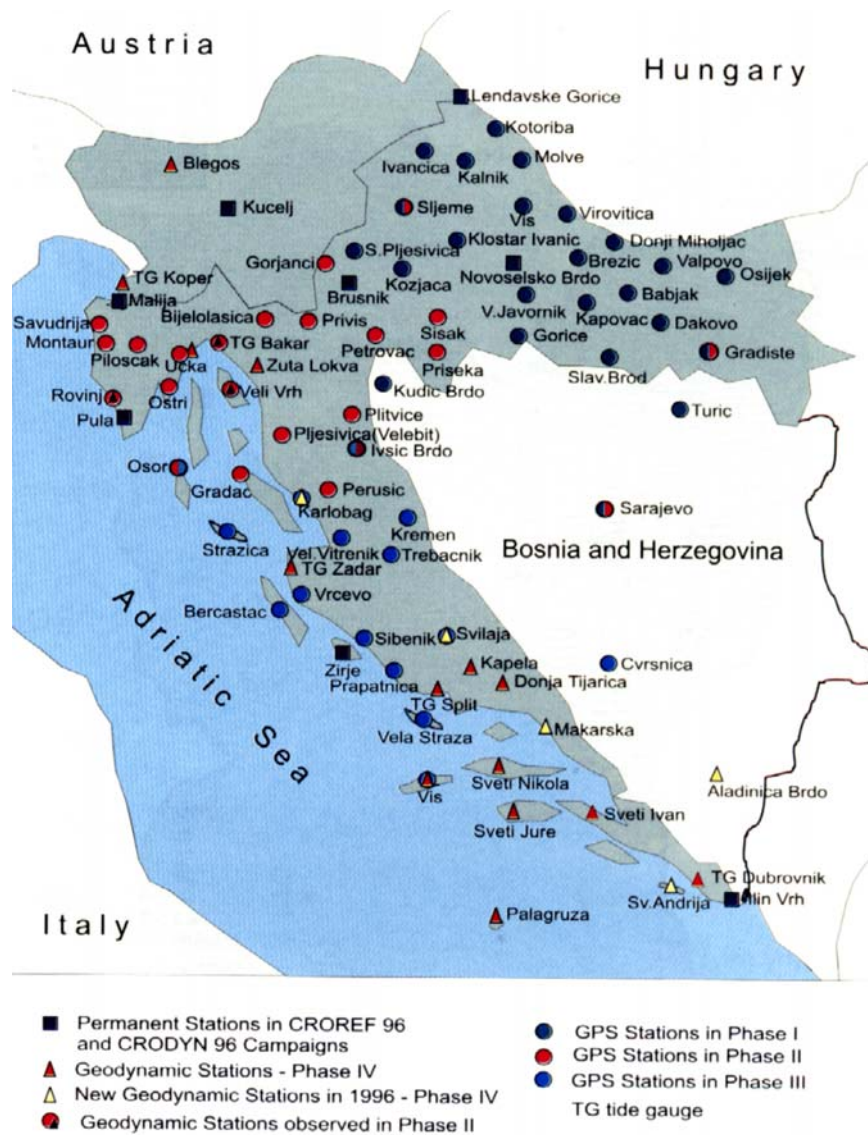 Austria
Hungary
Lendavske Gorice
Kotoriba
Ivancica
Kalnik
Molve
Blegos
Kucelj
Sljeme
Vis
Virovitica
Klostar Ivanic
Donji Miholjac
S.Pljesivica
Gorjanci
Novoselsko Brdo
Brezic
Valpovo
Osijek
TG Koper
Kozjaca
Malija
Brusnik
V.Javornik
Babjak
Kapovac
Savudrija
Bijelolasica
Privis
Sisak
Dakovo
Montaur
Piloscak
TG Bakar
Petrovac
Gorice
Gradiste
Ucka
Zuta Lokva
Priseka
Slav.Brod
Rovinj
Ostri
Veli Vrh
Kudic Brdo
Pula
Plitvice
Turic
Pljesivica(Velebit)
Ivsic Brdo
Osor
Gradac
Perusic
Karlobag
Sarajevo
Strazica
Kremen
Vel.Vitrenik
Trebacnik
Bosnia and Herzegovina
TG Zadar
Vrcevo
Bercastac
Adriatic Sea
Sibenik
Svilaja
Zirje
Kapela
Cvrsnica
Prapatnica
Donja Tijarica
TG Split
Vela Straza
Makarska
Vis
Sveti Nikola
Aladinica Brdo
Sveti Jure
Sveti Ivan
TG Dubrovnik
Sv.Andrija
Ilin Vrh
Palagruza
Italy
Permanent Stations in CROREF 96
and CRODYN 96 Campaigns
Geodynamic Stations - Phase IV
New Geodynamic Stations in 1996 - Phase IV
Geodynamic Stations observed in Phase II
GPS Stations in Phase I
GPS Stations in Phase II
GPS Stations in Phase III
TG tide gauge